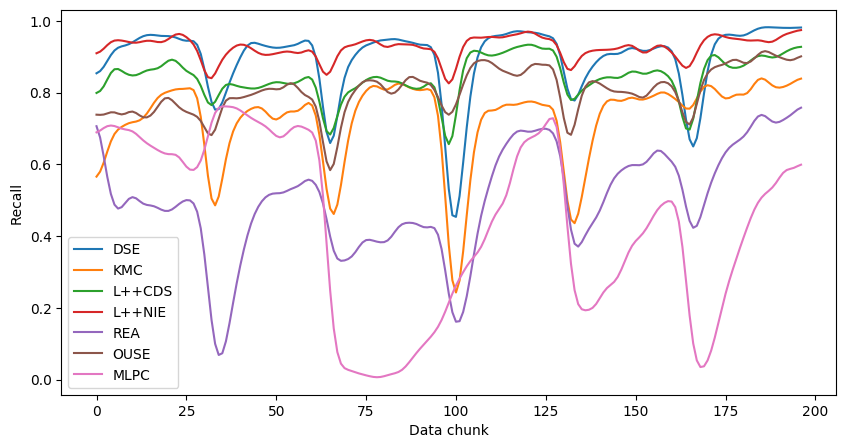 1.0
0.8
0.6
0.4
0.2
0.0
Recall
DSE
KMC
L++CDS
L++NIE
REA
OUSE
MLPC
0 25 50 75 100 125 150 175 200
Data chunk